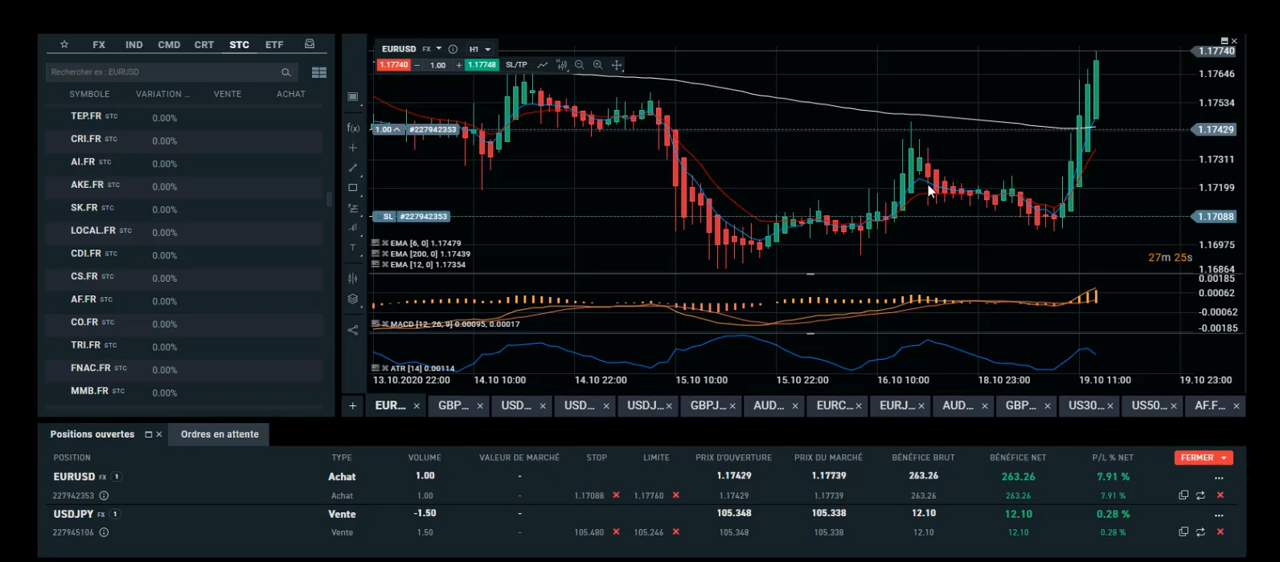 FX IND CMD CRT STC ETF
Rechercher ex : EURUSD
SYMBOLE VARIATION ... VENTE ACHAT
TEP.FR STC 0.00%
CRI.FR STC 0.00%
AI.FR STC 0.00%
AKE.FR STC 0.00%
SK.FR STC 0.00%
LOCAL.FR STC 0.00%
CDI.FR STC 0.00%
CS.FR STC 0.00%
AF.FR STC 0.00%
CO.FR STC 0.00%
TRI.FR STC 0.00%
FNAC.FR STC 0.00%
MMB.FR STC 0.00%
EURUSD FX H1
1.17740 − 1.00 + 1.17748 SL/TP
1.00 #227942353
SL #227942353
EMA [6, 0] 1.17479
EMA [200, 0] 1.17439
EMA [12, 0] 1.17354
MACD [12, 26, 9] 0.00095, 0.00017
ATR [14] 0.00114
f(x)
T
1.17740
1.17646
1.17534
1.17429
1.17311
1.17199
1.17088
1.16975
27m 25s
1.16864
0.00185
0.00062
-0.00062
-0.00185
13.10.2020 22:00 14.10 10:00 14.10 22:00 15.10 10:00 15.10 22:00 16.10 10:00 18.10 23:00 19.10 11:00 19.10 23:00
+ EUR... × GBP... × USD... × USD... × USDJ... × GBPJ... × AUD... × EURC... × EURJ... × AUD... × GBP... × US30... × US50... × AF.F... ×
Positions ouvertes Ordres en attente
POSITION TYPE VOLUME VALEUR DE MARCHÉ STOP LIMITE PRIX D'OUVERTURE PRIX DU MARCHÉ BÉNÉFICE BRUT BÉNÉFICE NET P/L % NET FERMER
EURUSD FX 1 Achat 1.00 - 1.17429 1.17739 263.26 263.26 7.91 % ...
227942353 Achat 1.00 - 1.17088 1.17760 1.17429 1.17739 263.26 263.26 7.91 %
USDJPY FX 1 Vente -1.50 - 105.348 105.338 12.10 12.10 0.28 % ...
227945106 Vente 1.50 - 105.480 105.246 105.348 105.338 12.10 12.10 0.28 %